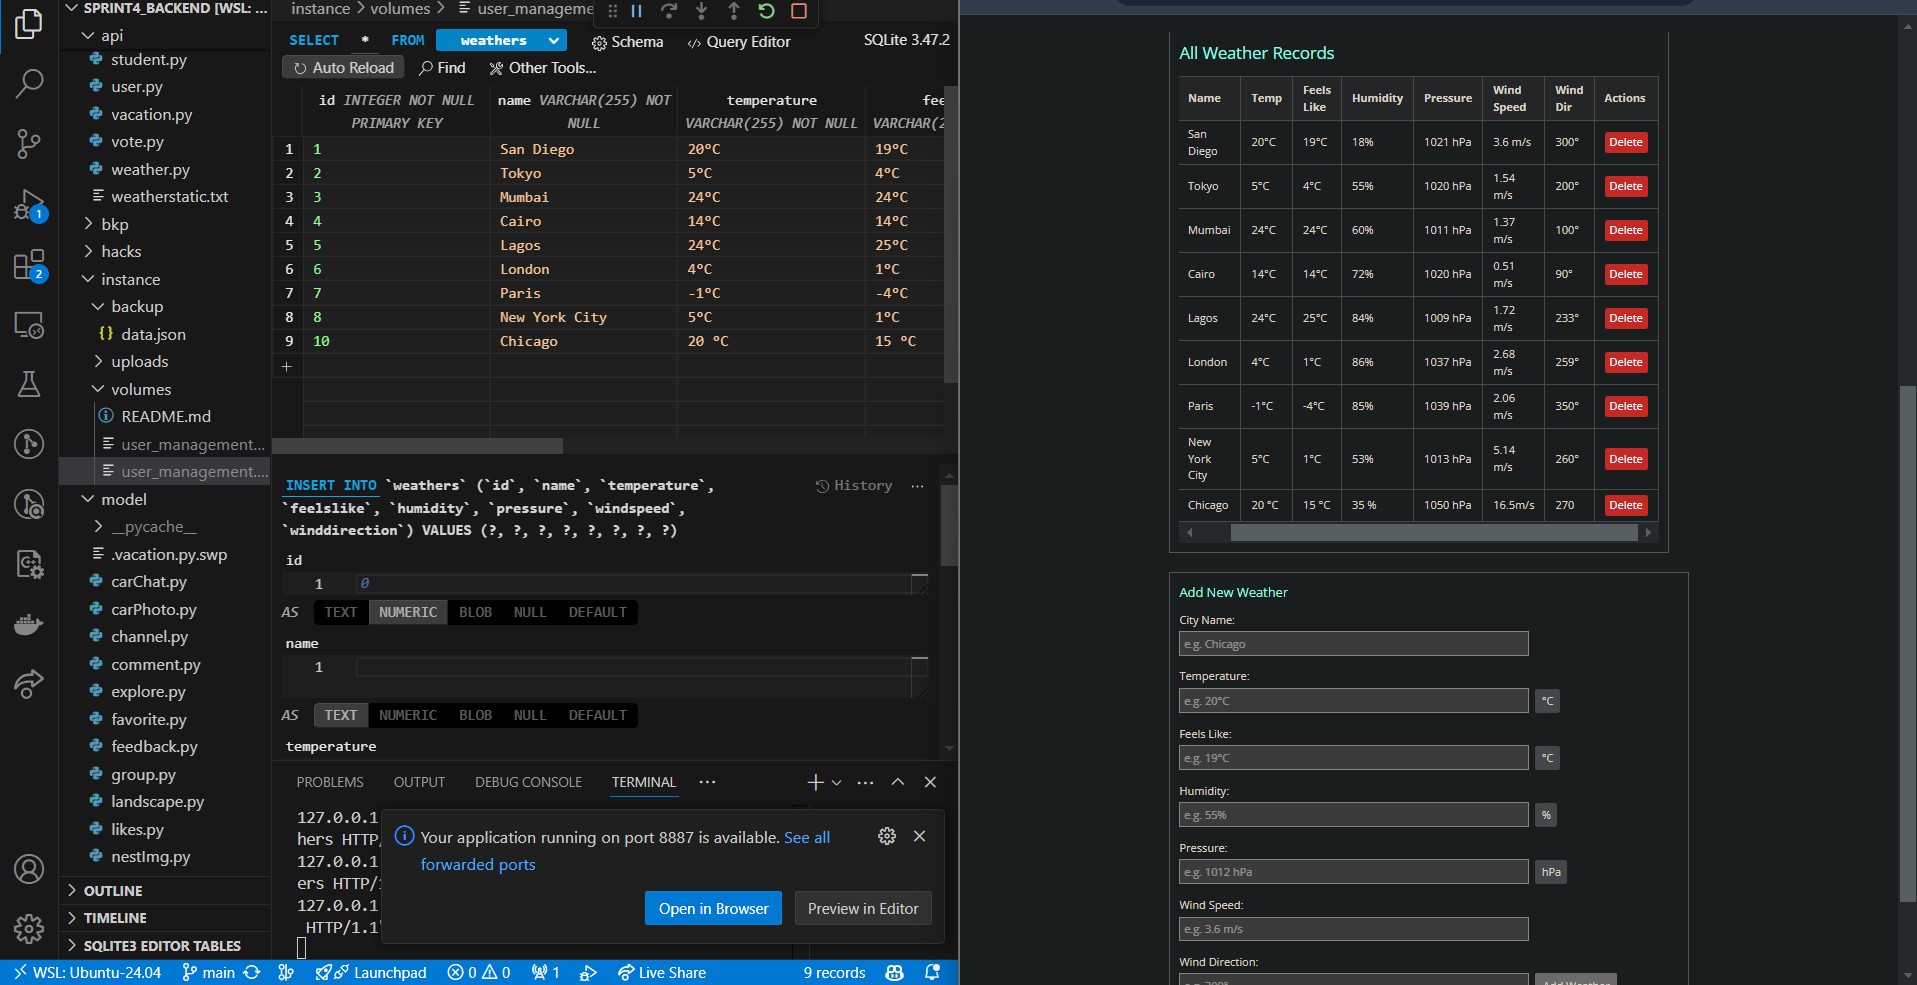 SPRINT4_BACKEND [WSL: ...
api
student.py
user.py
vacation.py
vote.py
weather.py
weatherstatic.txt
bkp
hacks
instance
backup
data.json
uploads
volumes
README.md
user_management...
user_management....
model
__pycache__
.vacation.py.swp
carChat.py
carPhoto.py
channel.py
comment.py
explore.py
favorite.py
feedback.py
group.py
landscape.py
likes.py
nestImg.py
OUTLINE
TIMELINE
SQLITE3 EDITOR TABLES
1
2
instance > volumes > user_manageme
SELECT * FROM weathers Schema Query Editor SQLite 3.47.2
Auto Reload Find Other Tools...
id INTEGER NOT NULL PRIMARY KEY
name VARCHAR(255) NOT NULL
temperature VARCHAR(255) NOT NULL
fee
VARCHAR(2
1 1 San Diego 20°C 19°C
2 2 Tokyo 5°C 4°C
3 3 Mumbai 24°C 24°C
4 4 Cairo 14°C 14°C
5 5 Lagos 24°C 25°C
6 6 London 4°C 1°C
7 7 Paris -1°C -4°C
8 8 New York City 5°C 1°C
9 10 Chicago 20 °C 15 °C
INSERT INTO `weathers` (`id`, `name`, `temperature`,
`feelslike`, `humidity`, `pressure`, `windspeed`,
`winddirection`) VALUES (?, ?, ?, ?, ?, ?, ?, ?)
History ...
id
1 0
AS TEXT NUMERIC BLOB NULL DEFAULT
name
1
AS TEXT NUMERIC BLOB NULL DEFAULT
temperature
PROBLEMS OUTPUT DEBUG CONSOLE TERMINAL ...
127.0.0.1
hers HTTP/
127.0.0.1
ers HTTP/1
127.0.0.1
HTTP/1.1"
Your application running on port 8887 is available. See all
forwarded ports
Open in Browser Preview in Editor
WSL: Ubuntu-24.04 main Launchpad 0 0 1 Live Share 9 records
All Weather Records
Name Temp Feels Like Humidity Pressure Wind Speed Wind Dir Actions
San Diego 20°C 19°C 18% 1021 hPa 3.6 m/s 300° Delete
Tokyo 5°C 4°C 55% 1020 hPa 1.54 m/s 200° Delete
Mumbai 24°C 24°C 60% 1011 hPa 1.37 m/s 100° Delete
Cairo 14°C 14°C 72% 1020 hPa 0.51 m/s 90° Delete
Lagos 24°C 25°C 84% 1009 hPa 1.72 m/s 233° Delete
London 4°C 1°C 86% 1037 hPa 2.68 m/s 259° Delete
Paris -1°C -4°C 85% 1039 hPa 2.06 m/s 350° Delete
New York City 5°C 1°C 53% 1013 hPa 5.14 m/s 260° Delete
Chicago 20 °C 15 °C 35 % 1050 hPa 16.5m/s 270 Delete
Add New Weather
City Name:
e.g. Chicago
Temperature:
e.g. 20°C °C
Feels Like:
e.g. 19°C °C
Humidity:
e.g. 55% %
Pressure:
e.g. 1012 hPa hPa
Wind Speed:
e.g. 3.6 m/s
Wind Direction:
e.g. 300° Add Weather